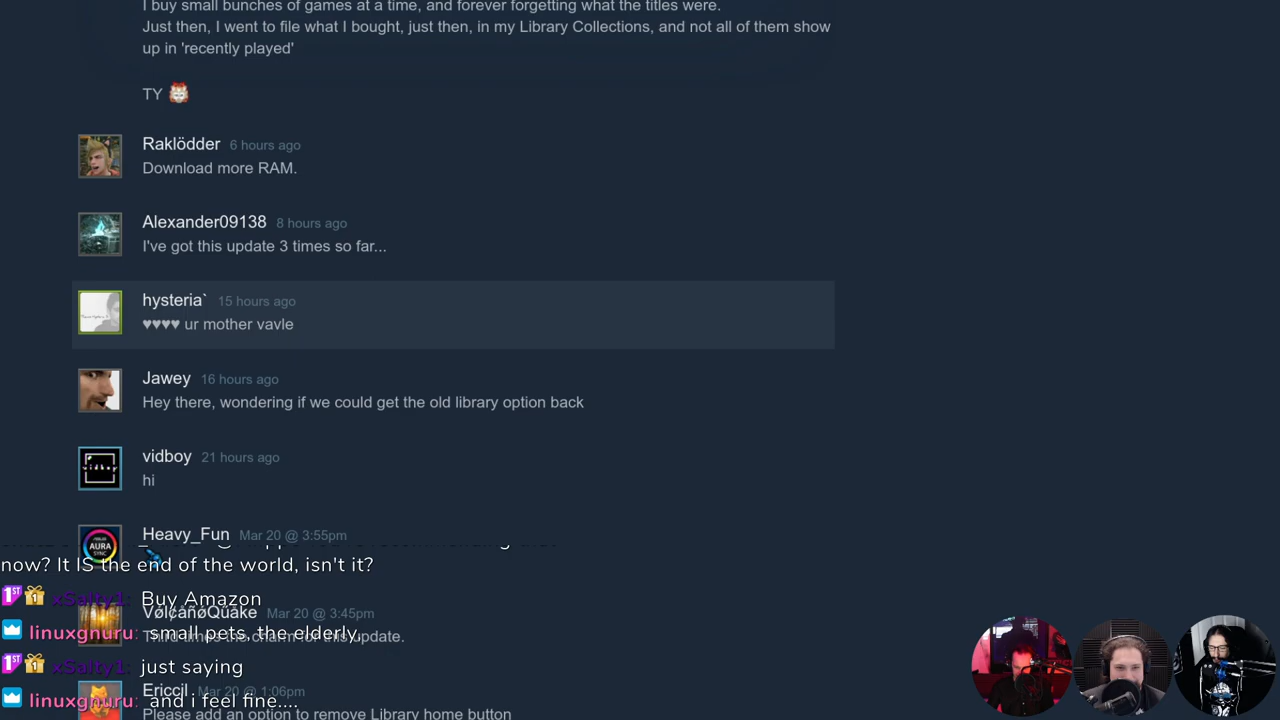 I buy small bunches of games at a time, and forever forgetting what the titles were.
Just then, I went to file what I bought, just then, in my Library Collections, and not all of them show
up in 'recently played'
TY
Raklödder 6 hours ago
Download more RAM.
Alexander09138 8 hours ago
I've got this update 3 times so far...
hysteria` 15 hours ago
♥♥♥♥ ur mother vavle
Jawey 16 hours ago
Hey there, wondering if we could get the old library option back
vidboy 21 hours ago
hi
Heavy_Fun Mar 20 @ 3:55pm
now? It IS the end of the world, isn't it?
xSalty1: Buy Amazon
Mar 20 @ 3:45pm
linuxgnuru: small pets, the elderly,
update.
xSalty1: just saying
Ericcil Mar 20 @ 1:06pm
linuxgnuru: and i feel fine....
Please add an option to remove Library home button